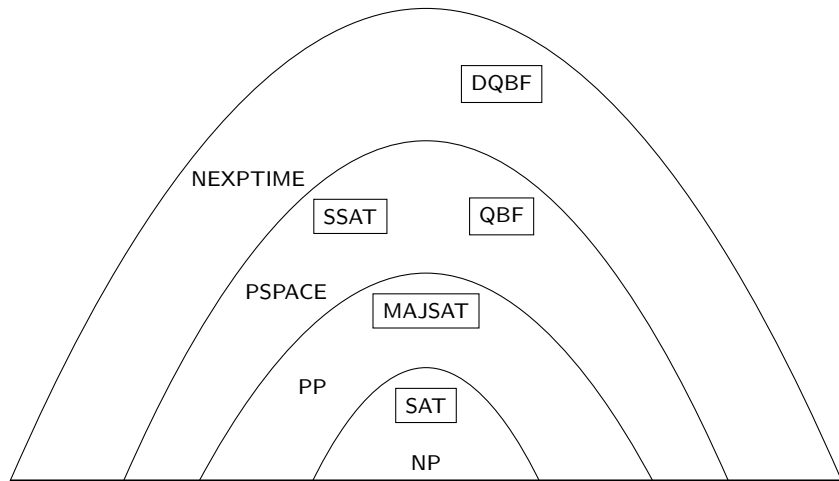 DQBF
NEXPTIME
SSAT
QBF
PSPACE
MAJSAT
PP
SAT
NP